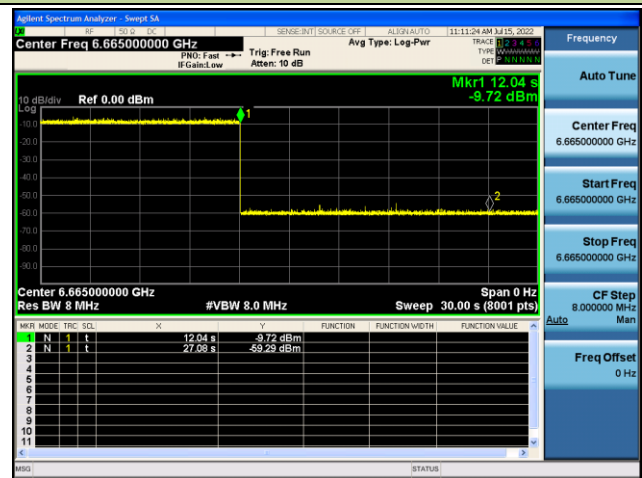 Agilent Spectrum Analyzer - Swept SA
RF 50 Ω DC SENSE:INT SOURCE OFF ALIGNAUTO 11:11:24 AM Jul 15, 2022
Center Freq 6.665000000 GHz
PNO: Fast
IFGain:Low
Trig: Free Run
Atten: 10 dB
Avg Type: Log-Pwr
TRACE 1 2 3 4 5 6
TYPE
DET P N N N N N
Mkr1 12.04 s
-9.72 dBm
10 dB/div Ref 0.00 dBm
Log
1
-10.0
-20.0
-30.0
-40.0
-50.0
2
-60.0
-70.0
-80.0
-90.0
Center 6.665000000 GHz Span 0 Hz
Res BW 8 MHz #VBW 8.0 MHz Sweep 30.00 s (8001 pts)
MKR MODE TRC SCL X Y FUNCTION FUNCTION WIDTH FUNCTION VALUE
1 N 1 t 12.04 s -9.72 dBm
2 N 1 t 27.08 s -59.29 dBm
3
4
5
6
7
8
9
10
11
MSG STATUS
Frequency
Auto Tune
Center Freq
6.665000000 GHz
Start Freq
6.665000000 GHz
Stop Freq
6.665000000 GHz
CF Step
8.000000 MHz
Auto Man
Freq Offset
0 Hz